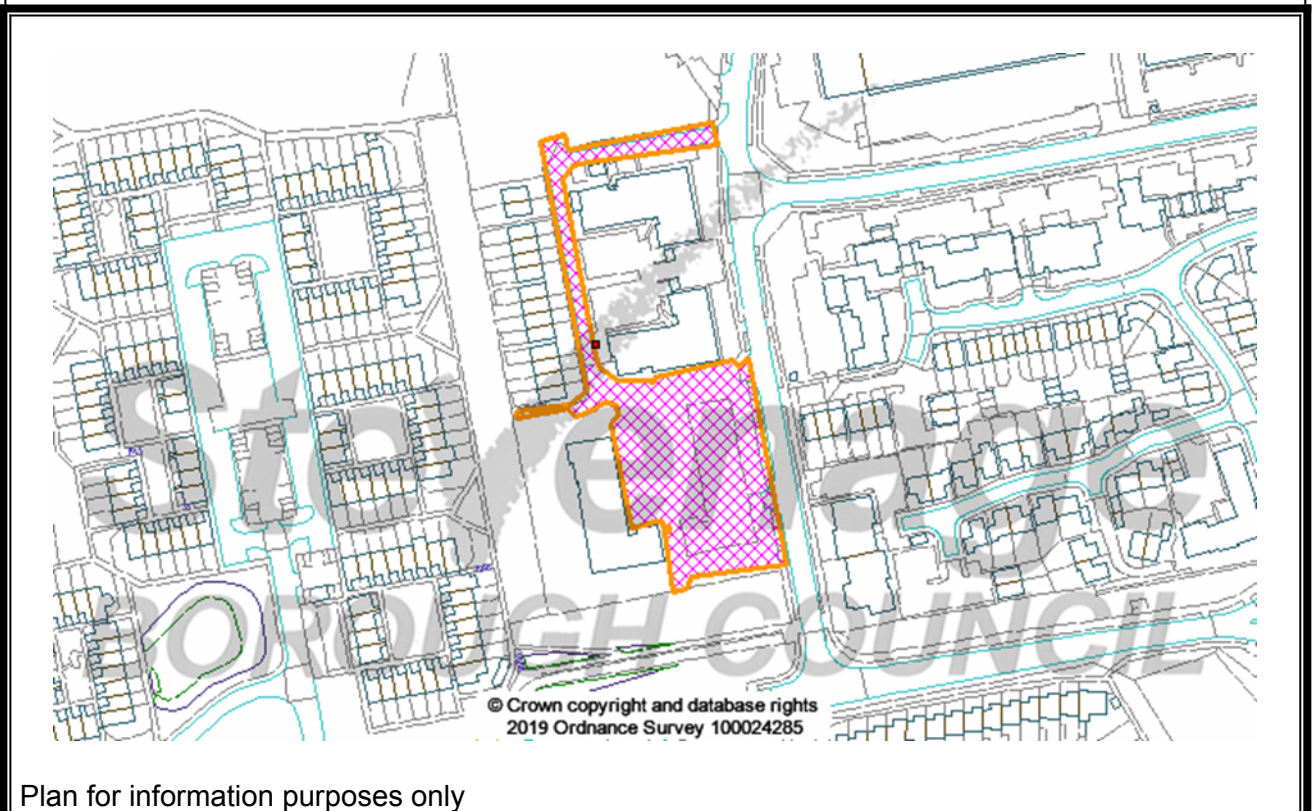 Stevenage
BOROUGH COUNCIL
© Crown copyright and database rights
2019 Ordnance Survey 100024285
Plan for information purposes only